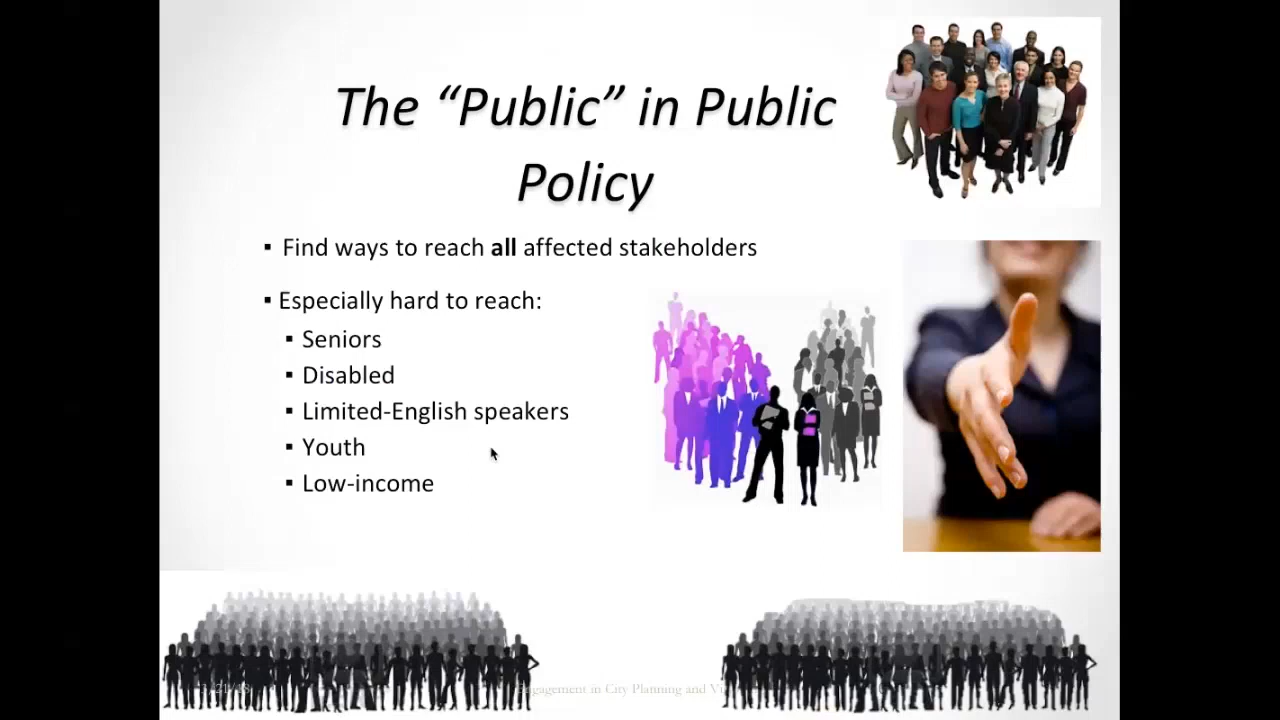 The “Public” in Public
Policy
▪ Find ways to reach all affected stakeholders
▪ Especially hard to reach:
▪ Seniors
▪ Disabled
▪ Limited-English speakers
▪ Youth
▪ Low-income
Engagement in City Planning and